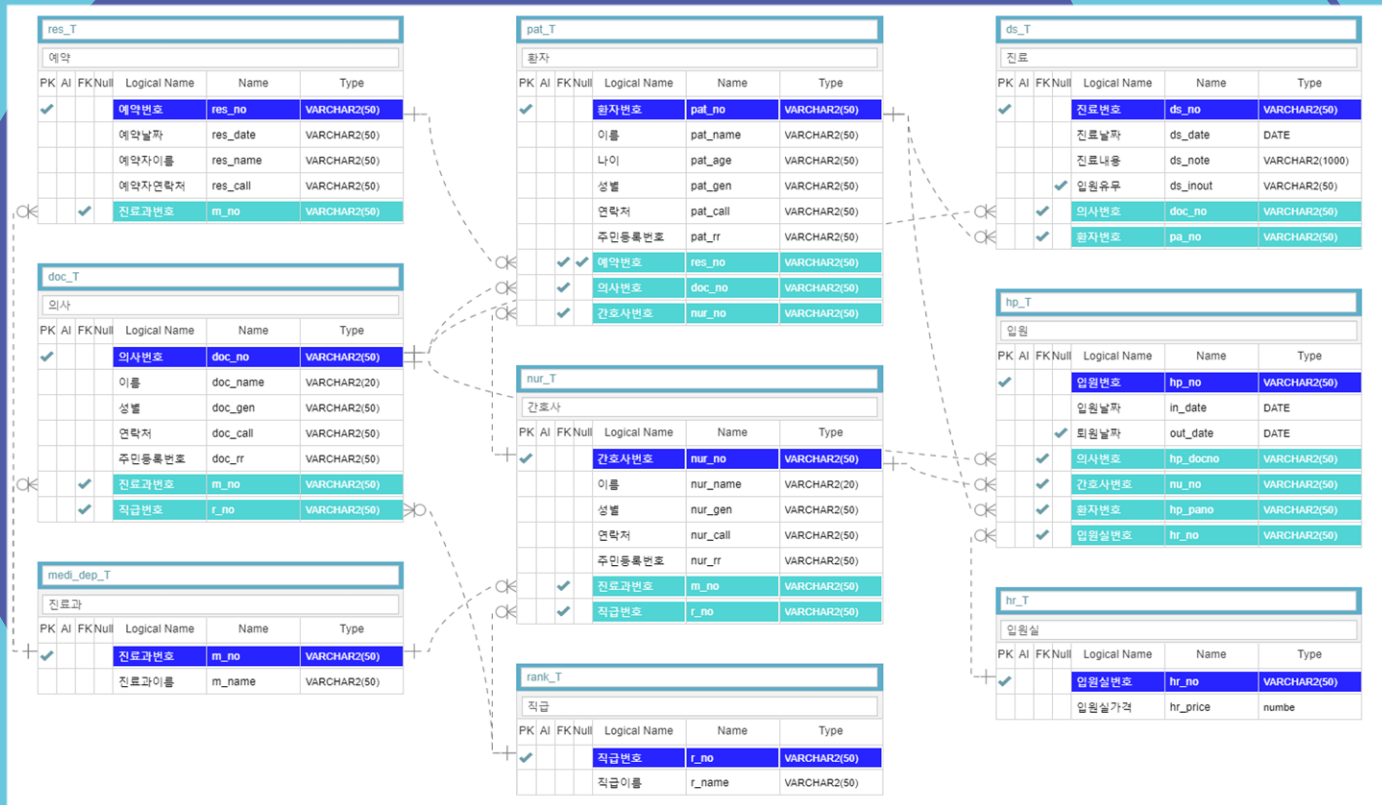 res_T
예약
PK AI FK Null Logical Name Name Type
예약번호 res_no VARCHAR2(50)
예약날짜 res_date VARCHAR2(50)
예약자이름 res_name VARCHAR2(50)
예약자연락처 res_call VARCHAR2(50)
진료과번호 m_no VARCHAR2(50)
doc_T
의사
PK AI FK Null Logical Name Name Type
의사번호 doc_no VARCHAR2(50)
이름 doc_name VARCHAR2(20)
성별 doc_gen VARCHAR2(50)
연락처 doc_call VARCHAR2(50)
주민등록번호 doc_rr VARCHAR2(50)
진료과번호 m_no VARCHAR2(50)
직급번호 r_no VARCHAR2(50)
medi_dep_T
진료과
PK AI FK Null Logical Name Name Type
진료과번호 m_no VARCHAR2(50)
진료과이름 m_name VARCHAR2(50)
pat_T
환자
PK AI FK Null Logical Name Name Type
환자번호 pat_no VARCHAR2(50)
이름 pat_name VARCHAR2(50)
나이 pat_age VARCHAR2(50)
성별 pat_gen VARCHAR2(50)
연락처 pat_call VARCHAR2(50)
주민등록번호 pat_rr VARCHAR2(50)
예약번호 res_no VARCHAR2(50)
의사번호 doc_no VARCHAR2(50)
간호사번호 nur_no VARCHAR2(50)
nur_T
간호사
PK AI FK Null Logical Name Name Type
간호사번호 nur_no VARCHAR2(50)
이름 nur_name VARCHAR2(20)
성별 nur_gen VARCHAR2(50)
연락처 nur_call VARCHAR2(50)
주민등록번호 nur_rr VARCHAR2(50)
진료과번호 m_no VARCHAR2(50)
직급번호 r_no VARCHAR2(50)
rank_T
직급
PK AI FK Null Logical Name Name Type
직급번호 r_no VARCHAR2(50)
직급이름 r_name VARCHAR2(50)
ds_T
진료
PK AI FK Null Logical Name Name Type
진료번호 ds_no VARCHAR2(50)
진료날짜 ds_date DATE
진료내용 ds_note VARCHAR2(1000)
입원유무 ds_inout VARCHAR2(50)
의사번호 doc_no VARCHAR2(50)
환자번호 pa_no VARCHAR2(50)
hp_T
입원
PK AI FK Null Logical Name Name Type
입원번호 hp_no VARCHAR2(50)
입원날짜 in_date DATE
퇴원날짜 out_date DATE
의사번호 hp_docno VARCHAR2(50)
간호사번호 nu_no VARCHAR2(50)
환자번호 hp_pano VARCHAR2(50)
입원실번호 hr_no VARCHAR2(50)
hr_T
입원실
PK AI FK Null Logical Name Name Type
입원실번호 hr_no VARCHAR2(50)
입원실가격 hr_price numbe